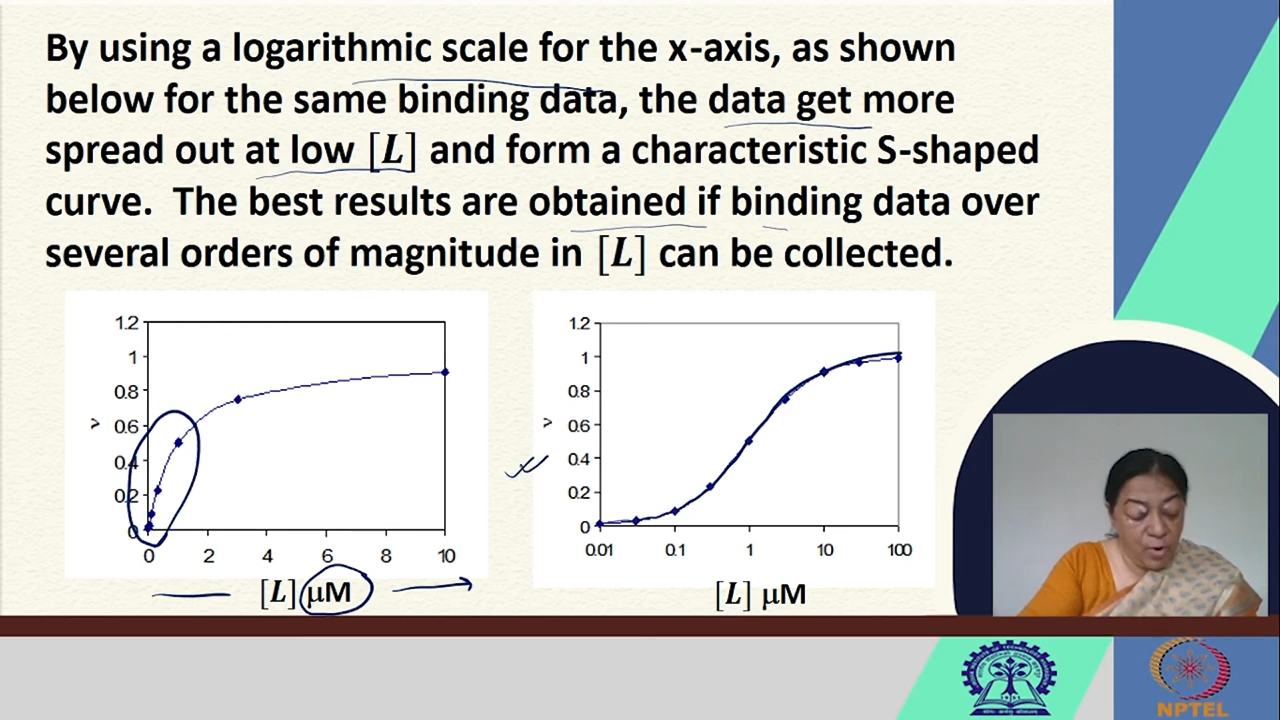 By using a logarithmic scale for the x-axis, as shown
below for the same binding data, the data get more
spread out at low [L] and form a characteristic S-shaped
curve. The best results are obtained if binding data over
several orders of magnitude in [L] can be collected.
1.2
1
0.8
0.6
0.4
0.2
0
ν
0 2 4 6 8 10
[L] μM
1.2
1
0.8
0.6
0.4
0.2
0
ν
0.01 0.1 1 10 100
[L] μM
NPTEL